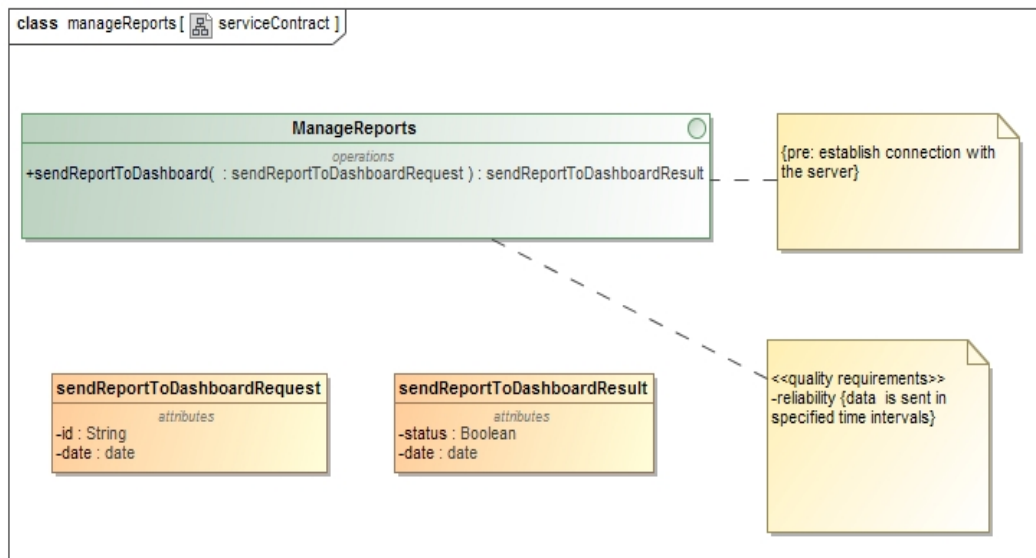 class manageReports [ serviceContract ]
ManageReports
operations
+sendReportToDashboard( : sendReportToDashboardRequest ) : sendReportToDashboardResult
{pre: establish connection with
the server}
<<quality requirements>>
-reliability {data is sent in
specified time intervals}
sendReportToDashboardRequest
attributes
-id : String
-date : date
sendReportToDashboardResult
attributes
-status : Boolean
-date : date